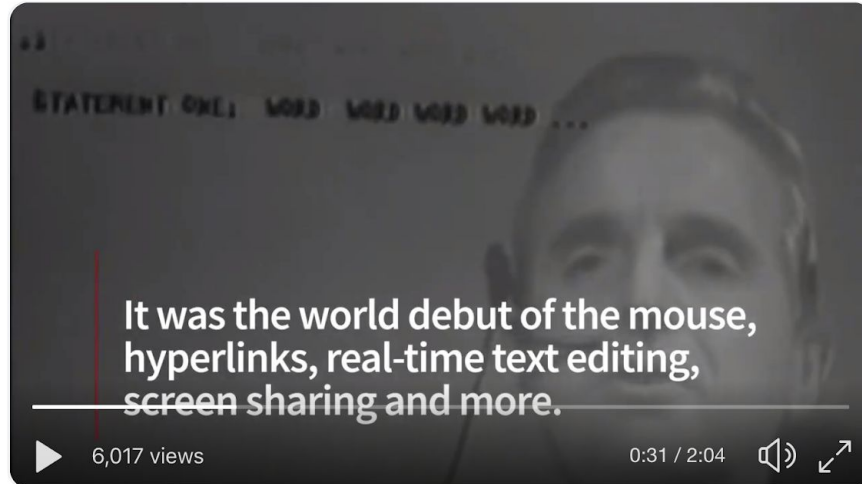 STATEMENT ONE: WORD WORD WORD WORD ...
It was the world debut of the mouse,
hyperlinks, real-time text editing,
screen sharing and more.
6,017 views
0:31 / 2:04